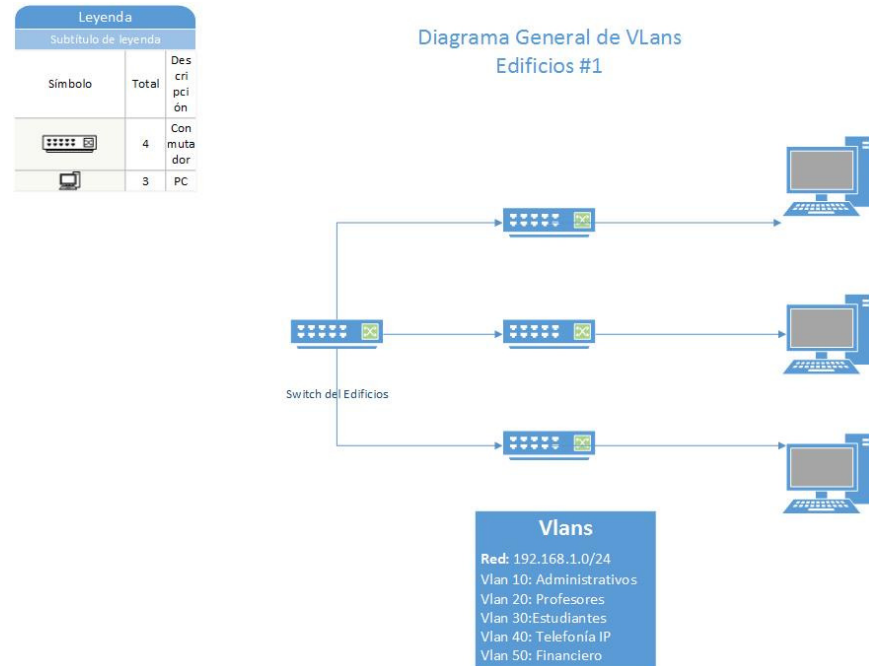 Leyenda
Subtítulo de leyenda
Símbolo
Total
Des
cri
pci
ón
4
Con
muta
dor
3
PC
Diagrama General de VLans
Edificios #1
Switch del Edificios
Vlans
Red: 192.168.1.0/24
Vlan 10: Administrativos
Vlan 20: Profesores
Vlan 30:Estudiantes
Vlan 40: Telefonía IP
Vlan 50: Financiero